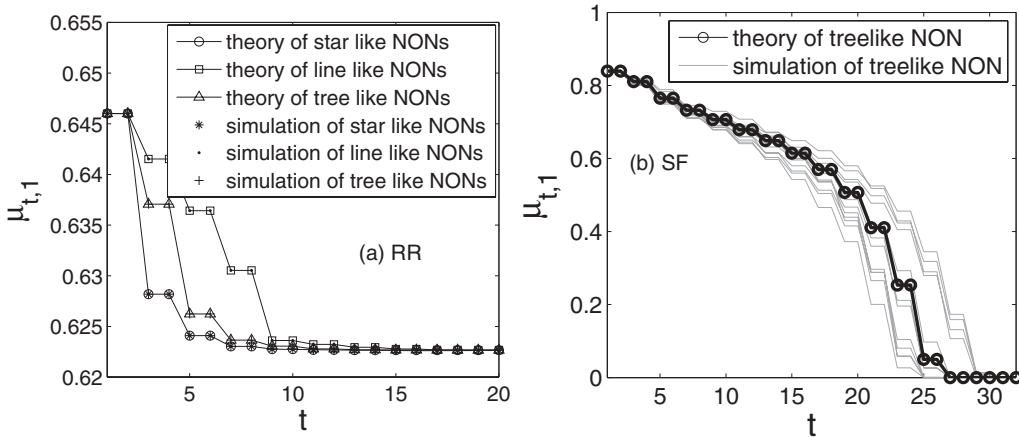 0.655
0.65
0.645
0.64
0.635
0.63
0.625
0.62
μt,1
theory of star like NONs
theory of line like NONs
theory of tree like NONs
simulation of star like NONs
simulation of line like NONs
simulation of tree like NONs
(a) RR
5
10
15
20
t
1
0.8
0.6
0.4
0.2
0
μt,1
theory of treelike NON
simulation of treelike NON
(b) SF
5
10
15
20
25
30
t